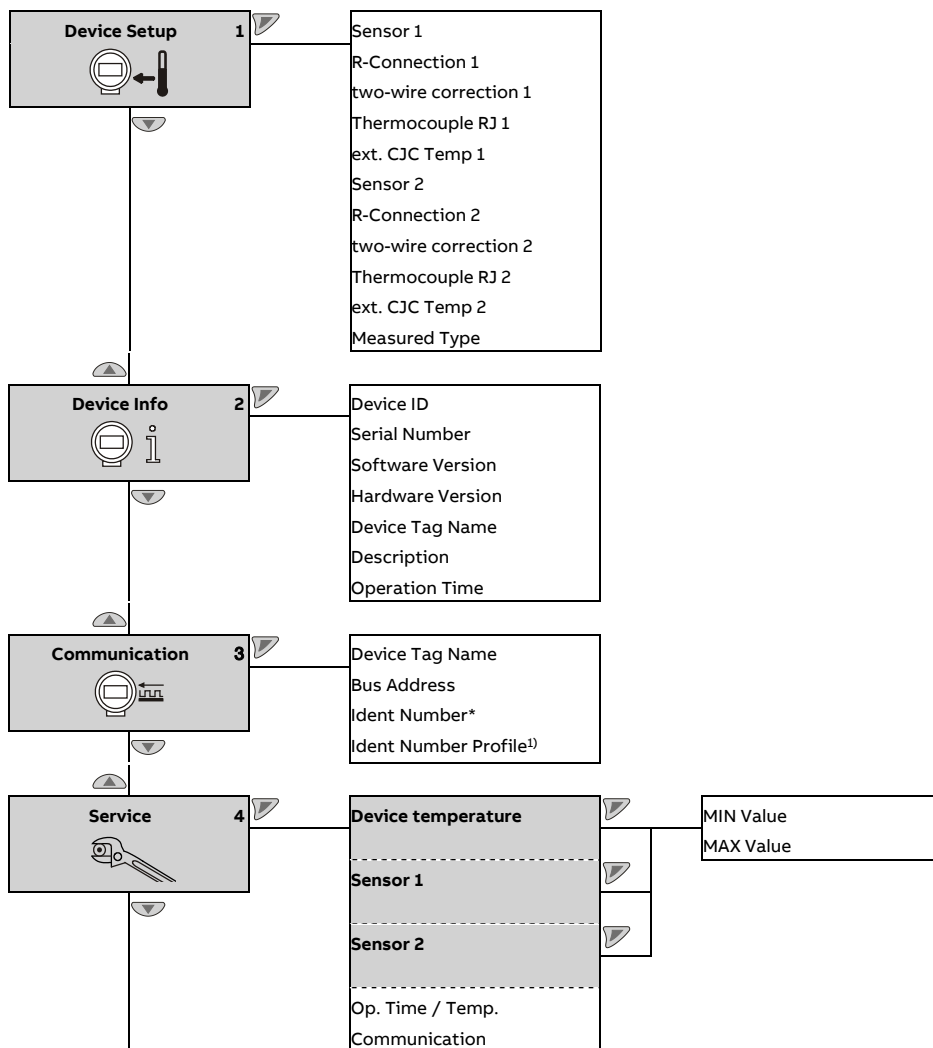 Device Setup 1
Sensor 1
R-Connection 1
two-wire correction 1
Thermocouple RJ 1
ext. CJC Temp 1
Sensor 2
R-Connection 2
two-wire correction 2
Thermocouple RJ 2
ext. CJC Temp 2
Measured Type
Device Info 2
Device ID
Serial Number
Software Version
Hardware Version
Device Tag Name
Description
Operation Time
Communication 3
Device Tag Name
Bus Address
Ident Number*
Ident Number Profile1)
Service 4
Device temperature
Sensor 1
Sensor 2
Op. Time / Temp.
Communication
MIN Value
MAX Value